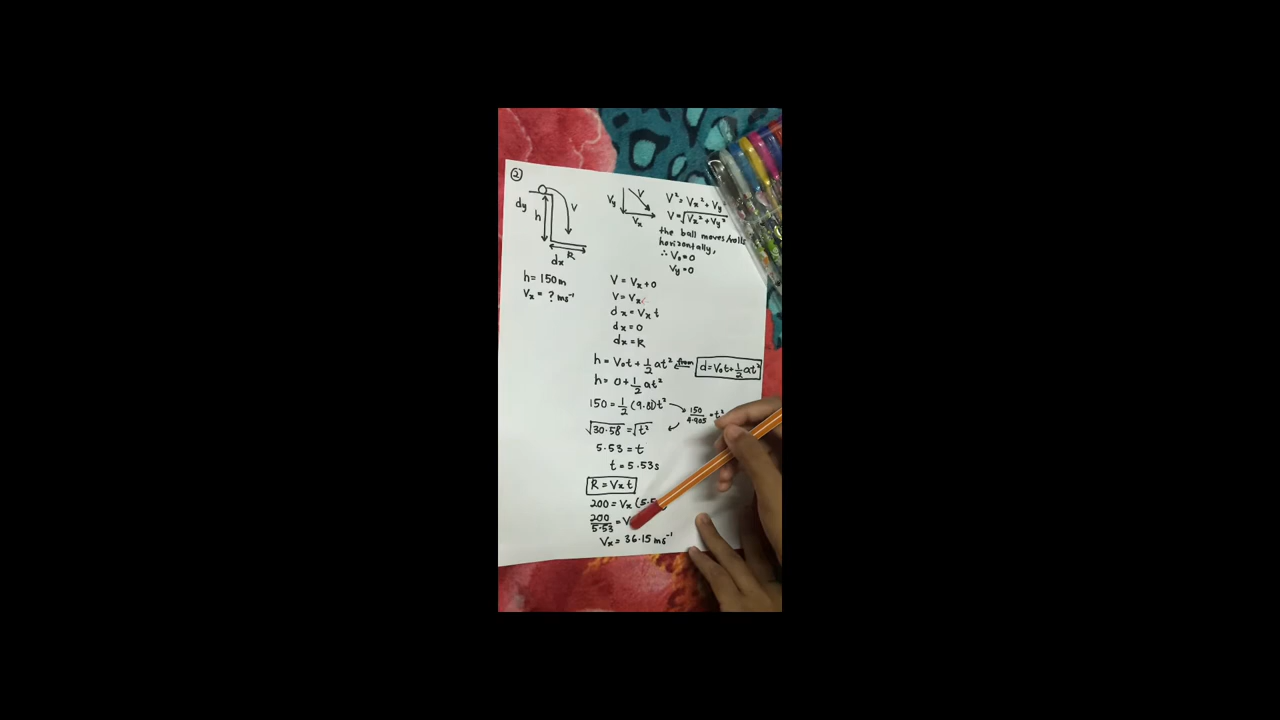 2
dy
h
V
R
dx
h = 150m
Vx = ? ms⁻¹
Vy
V
Vx
V² = Vx² + Vy
V = √Vx² + Vy²
the ball moves/rolls
horizontally,
∴ V₀ = 0
Vy = 0
V = Vx + 0
V = Vx
dx = Vx t
dx = 0
dx = R
h = V₀t + 1/2 at² from d = V₀t + 1/2 at²
h = 0 + 1/2 at²
150 = 1/2 (9.81)t²
150/4.905 = t²
√30.58 = √t²
5.53 = t
t = 5.53s
R = Vx t
200 = Vx (5.5
200/5.53 = V
Vx = 36.15 ms⁻¹